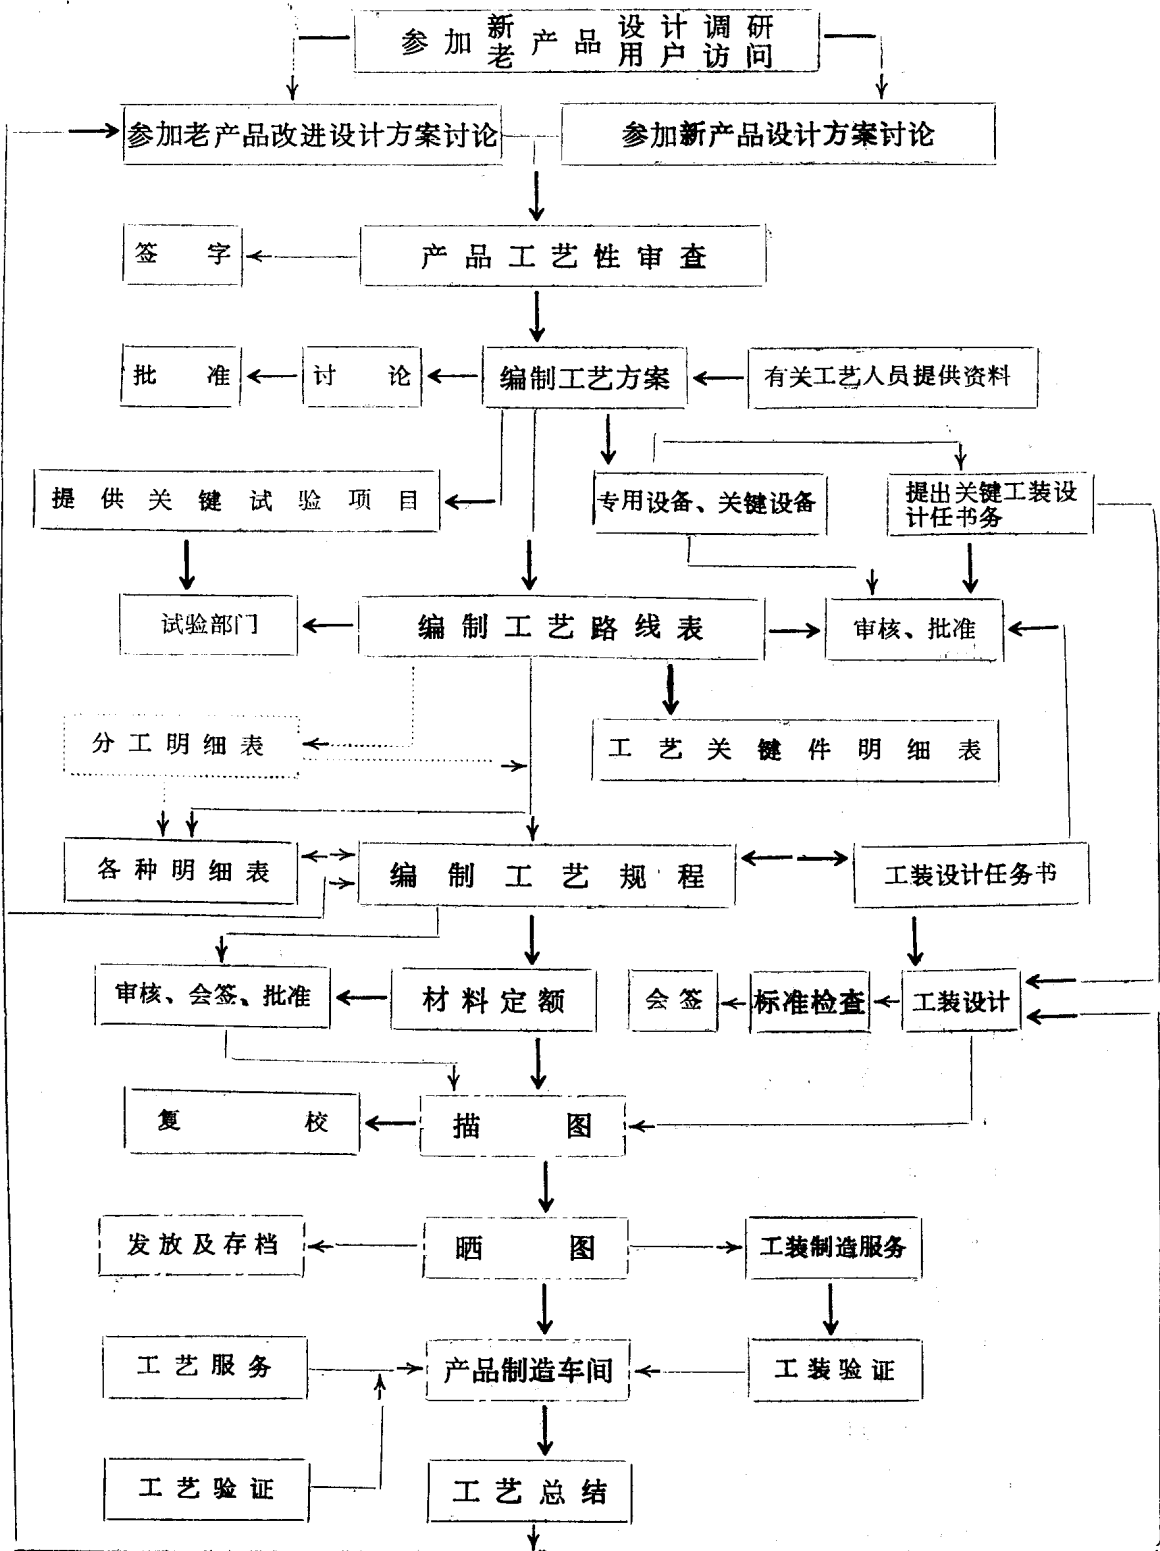 参加新老产品设计调研用户访问
参加老产品改进设计方案讨论
参加新产品设计方案讨论
签字
产品工艺性审查
批准
讨论
编制工艺方案
有关工艺人员提供资料
提供关键试验项目
专用设备、关键设备
提出关键工装设
计任书务
试验部门
编制工艺路线表
审核、批准
分工明细表
工艺关键件明细表
各种明细表
编制工艺规程
工装设计任务书
审核、会签、批准
材料定额
会签
标准检查
工装设计
复校
描图
发放及存档
晒图
工装制造服务
工艺服务
产品制造车间
工装验证
工艺验证
工艺总结